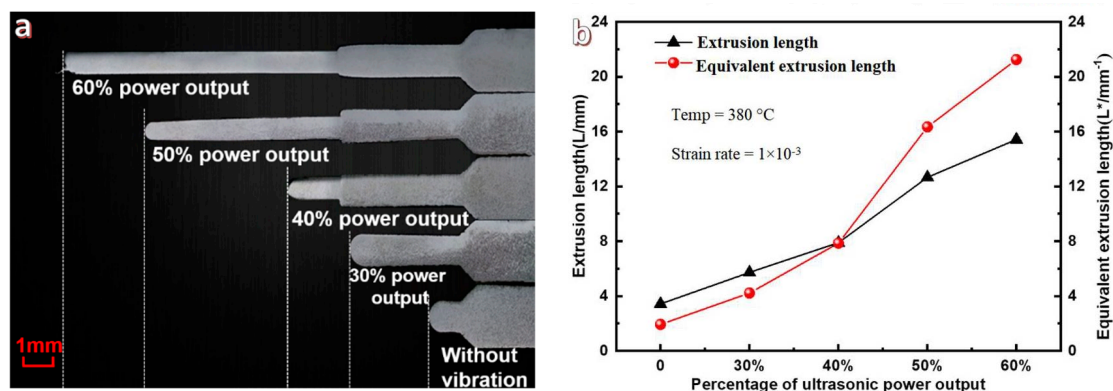 a
60% power output
50% power output
40% power output
30% power
output
Without
vibration
1mm
b
Extrusion length
Equivalent extrusion length
Temp = 380 °C
Strain rate = 1×10⁻³
Extrusion length(L/mm)
24
20
16
12
8
4
0
24
20
16
12
8
4
0
Equivalent extrusion length(L*/mm⁻¹)
0
30%
40%
50%
60%
Percentage of ultrasonic power output